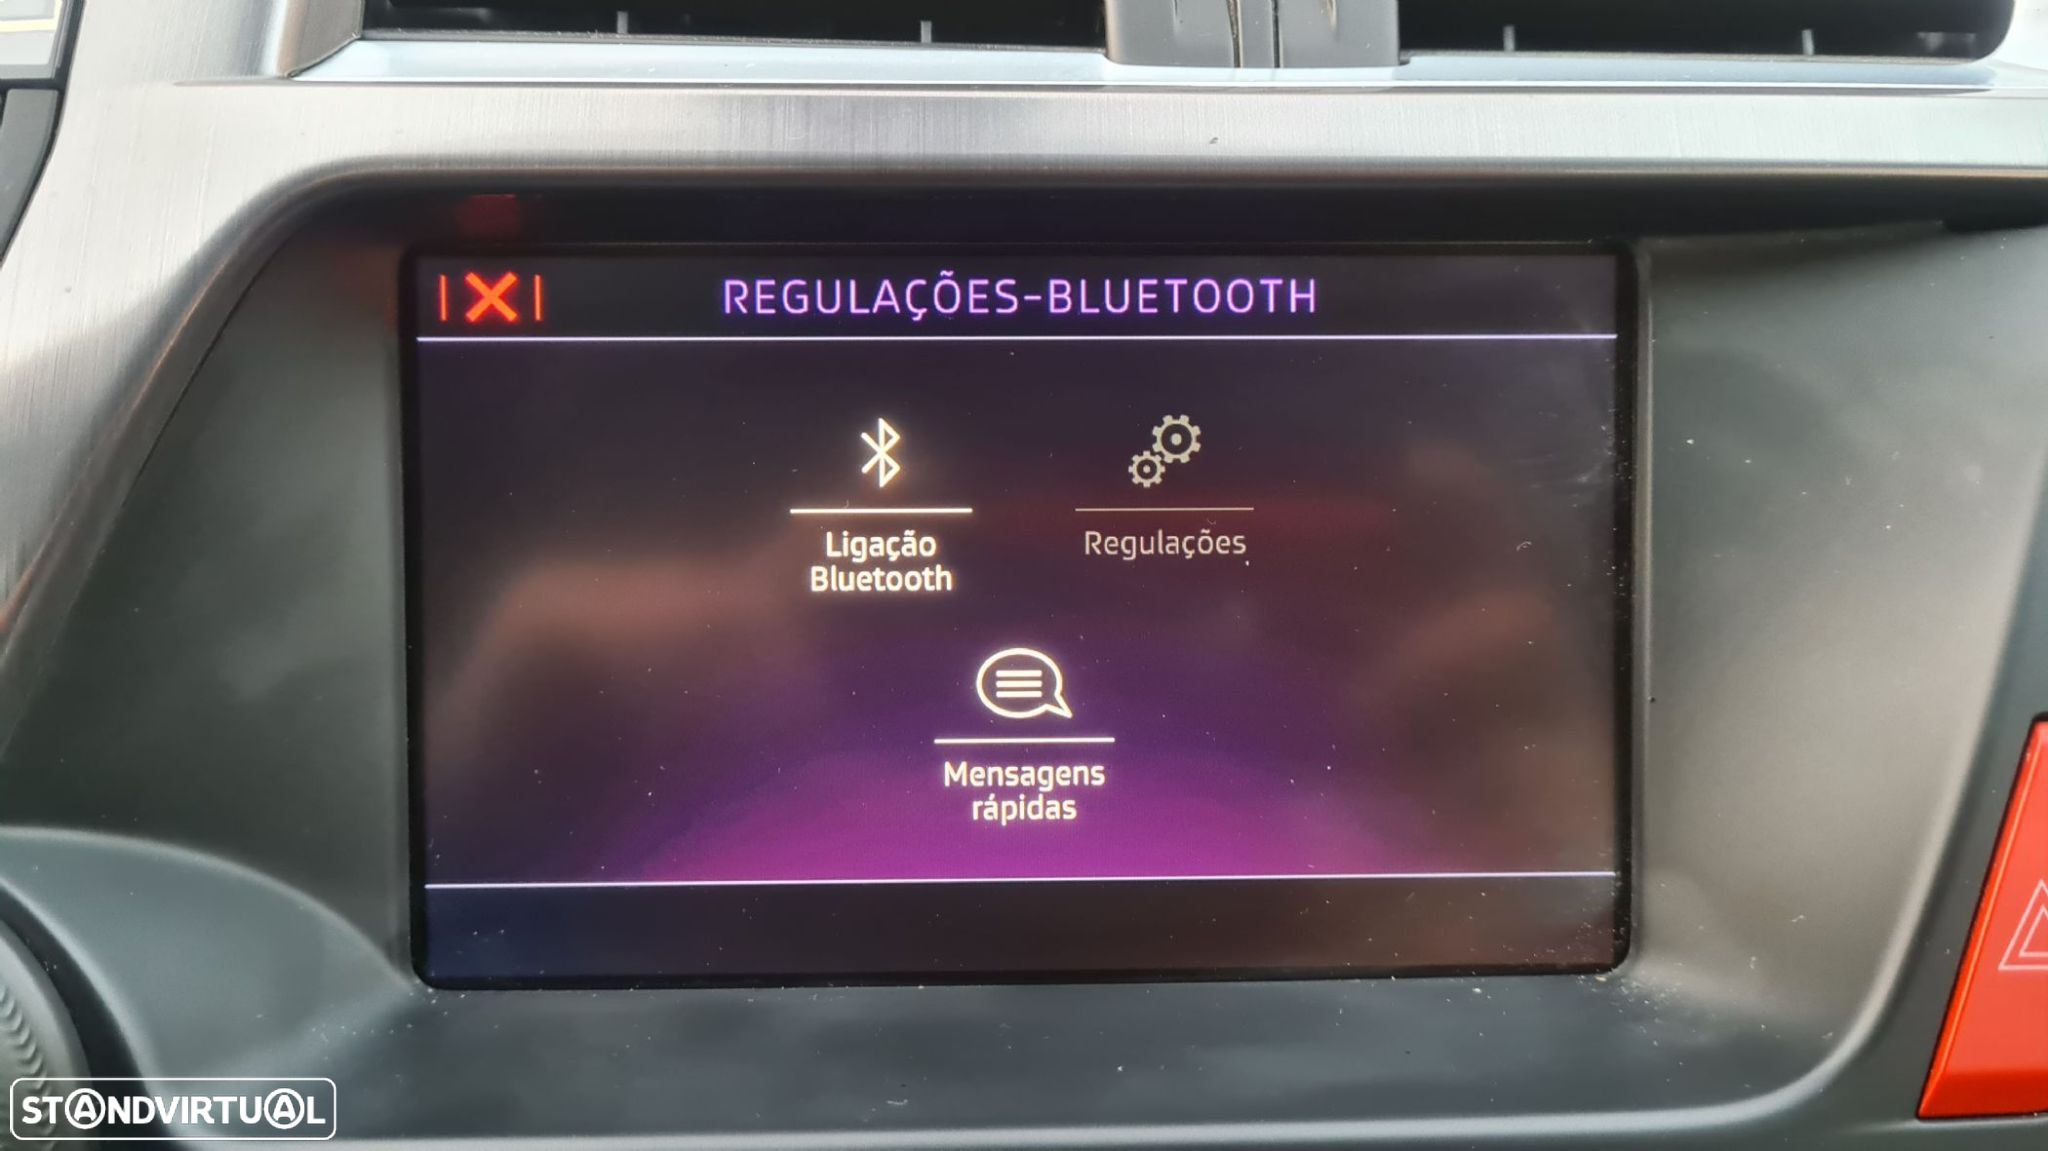 REGULAÇÕES-BLUETOOTH
Ligação
Bluetooth
Regulações
Mensagens
rápidas
STANDVIRTUAL